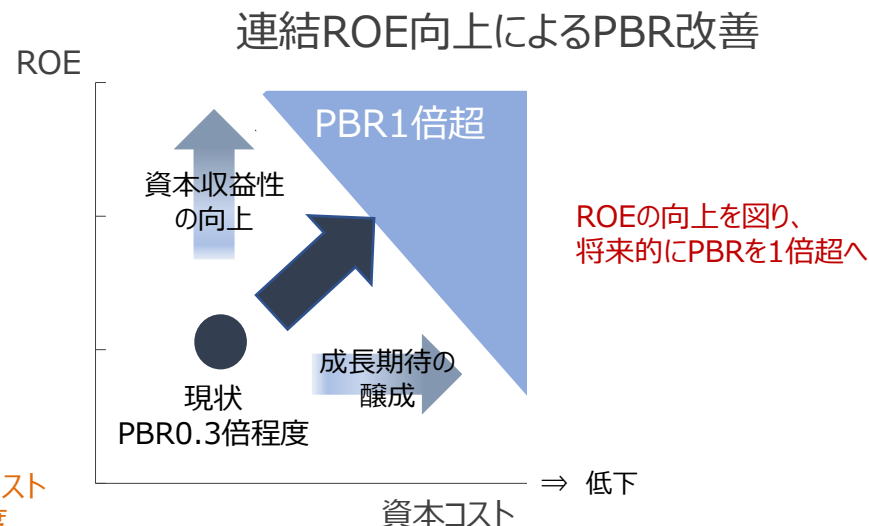 連結ROE向上によるPBR改善
ROE
PBR1倍超
資本収益性
の向上
ROEの向上を図り、
将来的にPBRを1倍超へ
成長期待の
醸成
現状
PBR0.3倍程度
⇒ 低下
スト
資本コスト